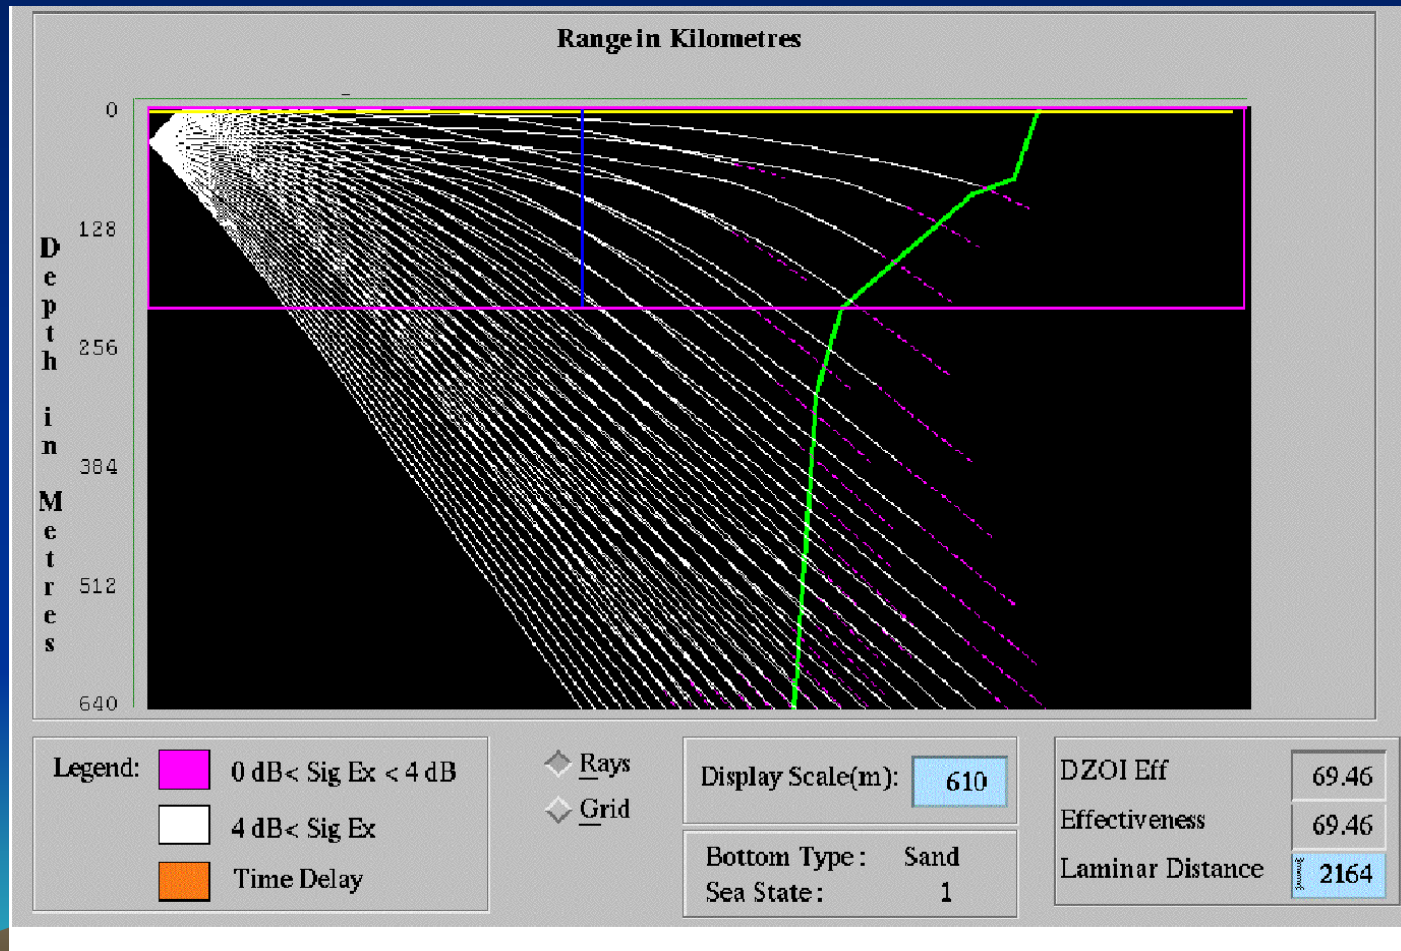 Range in Kilometres
0
128
256
384
512
640
Depth in Metres
Legend:
0 dB< Sig Ex < 4 dB
4 dB< Sig Ex
Time Delay
Rays
Grid
Display Scale(m): 610
Bottom Type: Sand
Sea State: 1
DZOI Eff 69.46
Effectiveness 69.46
Laminar Distance 2164